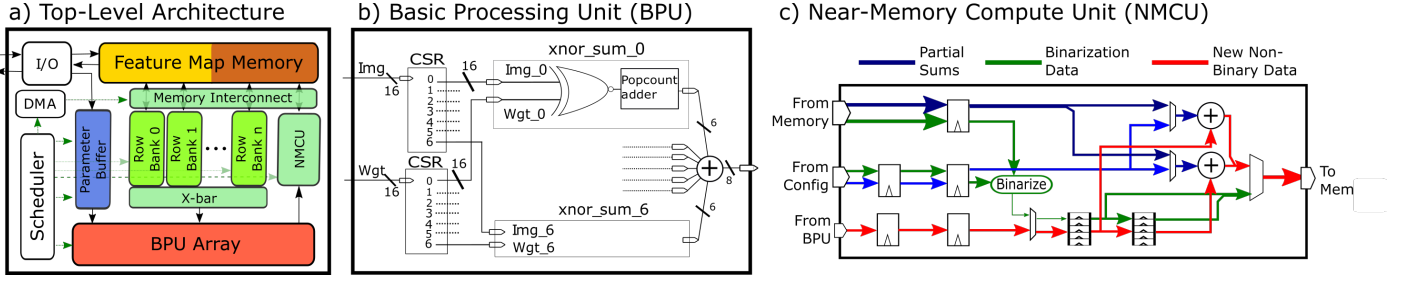 a) Top-Level Architecture
I/O
Feature Map Memory
DMA
Memory Interconnect
Scheduler
Parameter
Buffer
Row
Bank 0
Row
Bank 1
...
Row
Bank n
NMCU
X-bar
BPU Array
b) Basic Processing Unit (BPU)
CSR
Img
16
0
1
2
3
4
5
6
16
xnor_sum_0
Img_0
Wgt_0
Popcount
adder
6
CSR
Wgt
16
0
1
2
3
4
5
6
16
+
8
6
xnor_sum_6
Img_6
Wgt_6
c) Near-Memory Compute Unit (NMCU)
Partial
Sums
Binarization
Data
New Non-
Binary Data
From
Memory
From
Config
From
BPU
Binarize
+
+
To
Mem